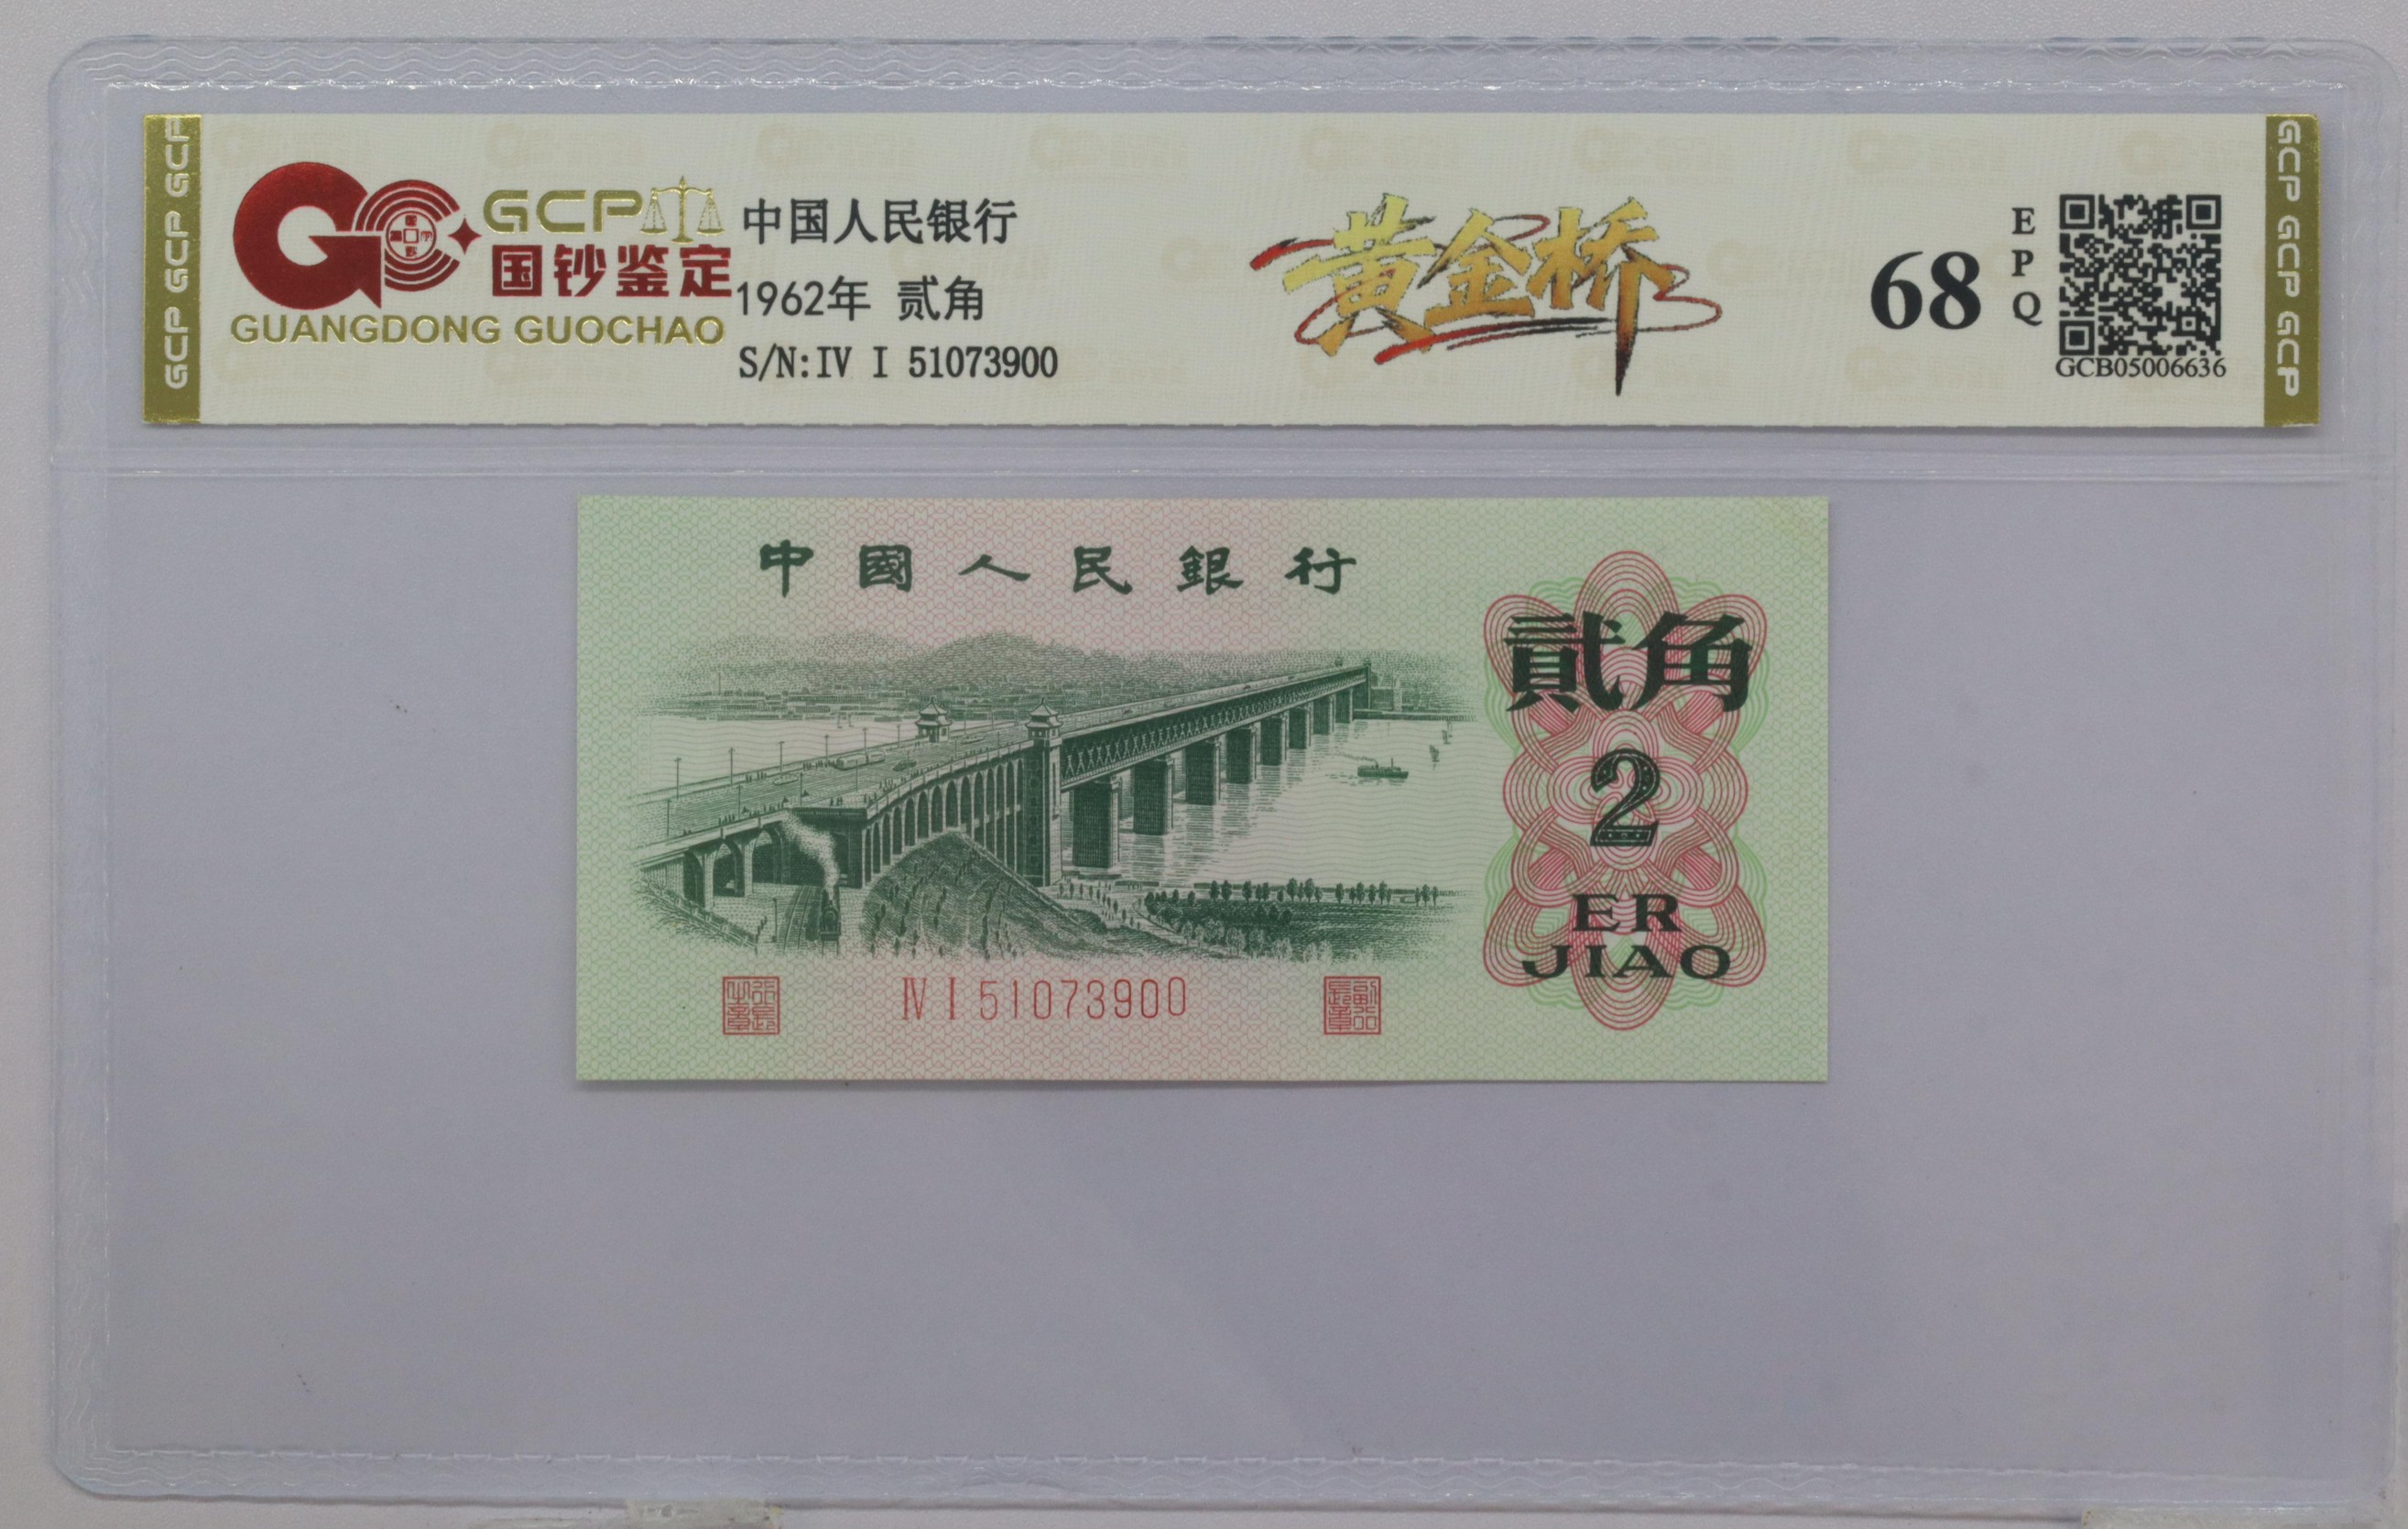 GCP GCP GCP
GCP
国钞鉴定
GUANGDONG GUOCHAO
中国人民银行
1962年 贰角
S/N:IV I 51073900
黄金桥
68
EPQ
GCB05006636
GCP GCP GCP
中國人民銀行
貳角
2
ER
JIAO
Ⅳ Ⅰ 51073900